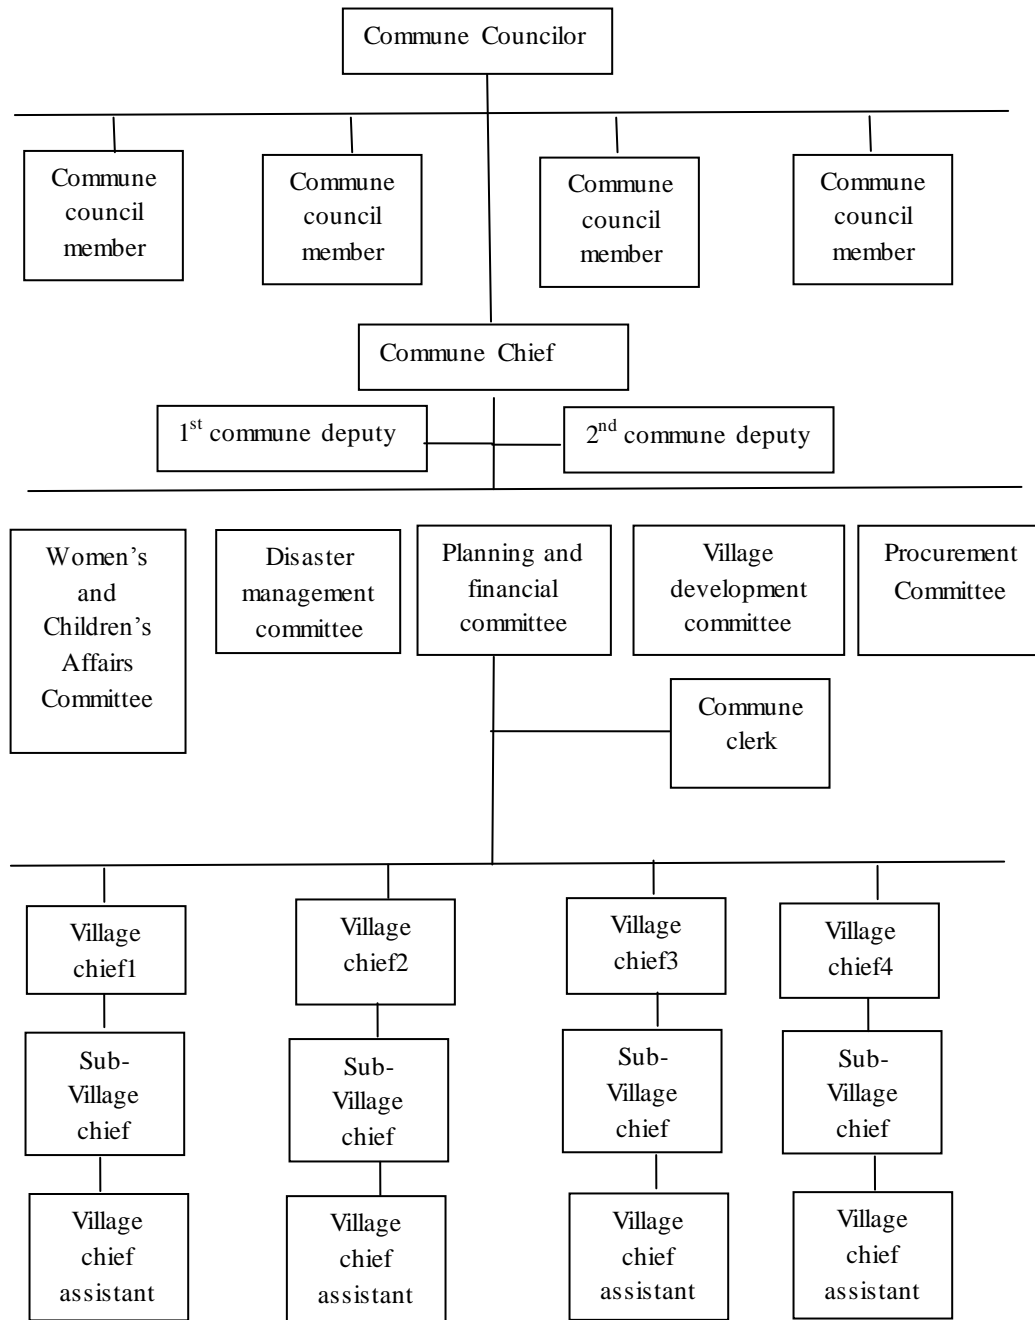 Commune Councilor
Commune
council
member
Commune
council
member
Commune
council
member
Commune
council
member
Commune Chief
1st commune deputy
2nd commune deputy
Women's
and
Children's
Affairs
Committee
Disaster
management
committee
Planning and
financial
committee
Village
development
committee
Procurement
Committee
Commune
clerk
Village
chief1
Village
chief2
Village
chief3
Village
chief4
Sub-
Village
chief
Sub-
Village
chief
Sub-
Village
chief
Sub-
Village
chief
Village
chief
assistant
Village
chief
assistant
Village
chief
assistant
Village
chief
assistant